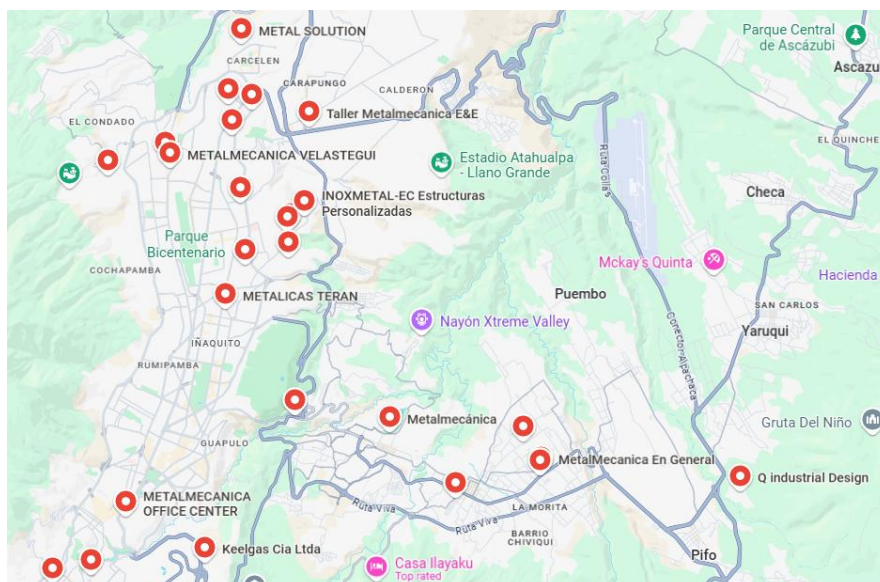 METAL SOLUTION
Parque Central
de Ascázubi
CARCELEN
Ascazu
CARAPUNGO
CALDERON
Taller Metalmecanica E&E
EL CONDADO
EL QUINCHE
METALMECANICA VELASTEGUI
Estadio Atahualpa
- Llano Grande
Ruta Collas
Checa
INOXMETAL-EC Estructuras
Personalizadas
Parque
Bicentenario
Mckay's Quinta
COCHAPAMBA
Hacienda
METALICAS TERAN
Puembo
SAN CARLOS
Nayón Xtreme Valley
Yaruqui
Conector Alpachaca
IÑAQUITO
RUMIPAMBA
Metalmecánica
Gruta Del Niño
GUAPULO
MetalMecanica En General
Q industrial Design
METALMECANICA
OFFICE CENTER
Ruta Viva
LA MORITA
Ruta Viva
BARRIO
CHIVIQUI
Keelgas Cia Ltda
Pifo
Casa Ilayaku
Top rated